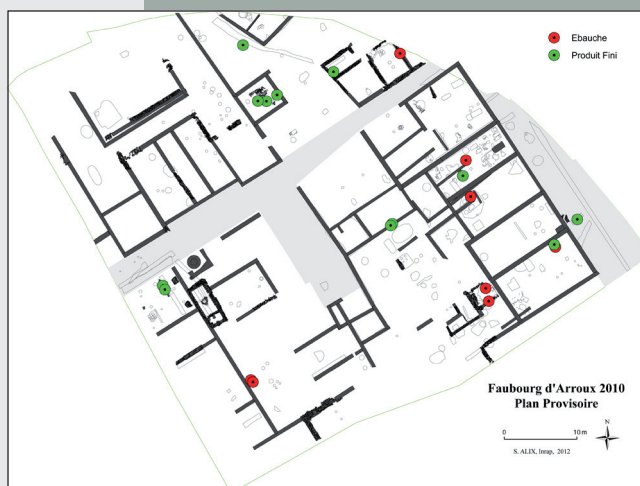 Ebauche
Produit Fini
Faubourg d'Arroux 2010
Plan Provisoire
N
0 10 m
S. ALIX, Inrap, 2012